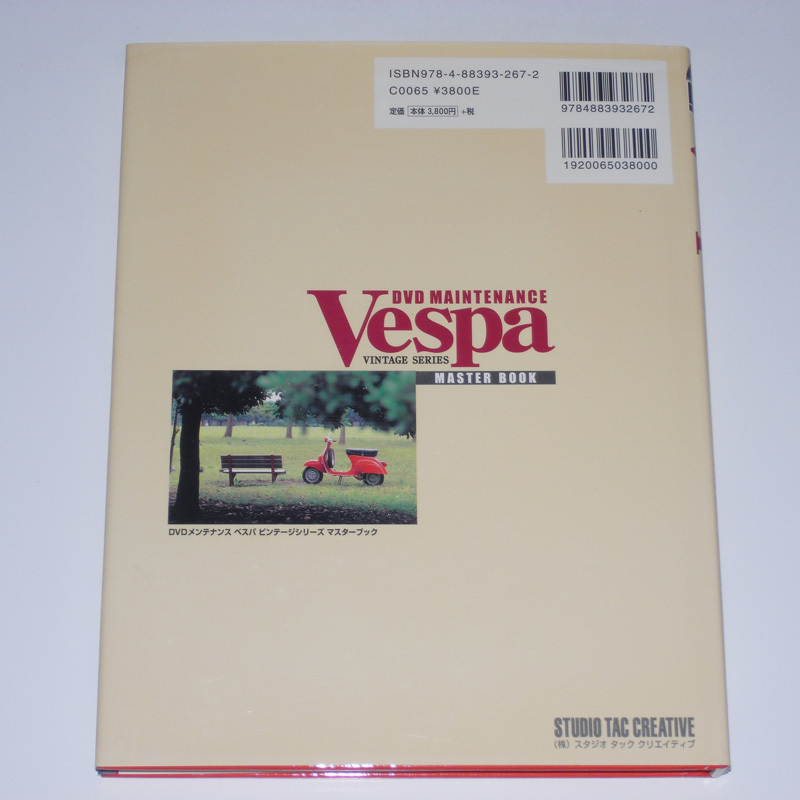 ISBN978-4-88393-267-2
C0065 ¥3800E
定価 本体 3,800円 +税
9784883932672
1920065038000
DVD MAINTENANCE
Vespa
VINTAGE SERIES
MASTER BOOK
DVDメンテナンス ベスパ ビンテージシリーズ マスターブック
STUDIO TAC CREATIVE
(株) スタジオ タック クリエイティブ